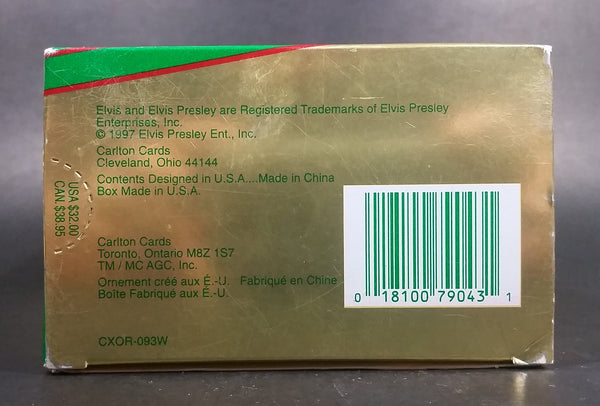 Elvis and Elvis Presley are Registered Trademarks of Elvis Presley
Enterprises, Inc.
© 1997 Elvis Presley Ent., Inc.
Carlton Cards
Cleveland, Ohio 44144
Contents Designed in U.S.A....Made in China
Box Made in U.S.A.
USA $32.00
CAN $38.95
Carlton Cards
Toronto, Ontario M8Z 1S7
TM / MC AGC, Inc.
Ornement créé aux É.-U. Fabriqué en Chine
Boîte Fabriqué aux É.-U.
0 18100 79043 1
CXOR-093W